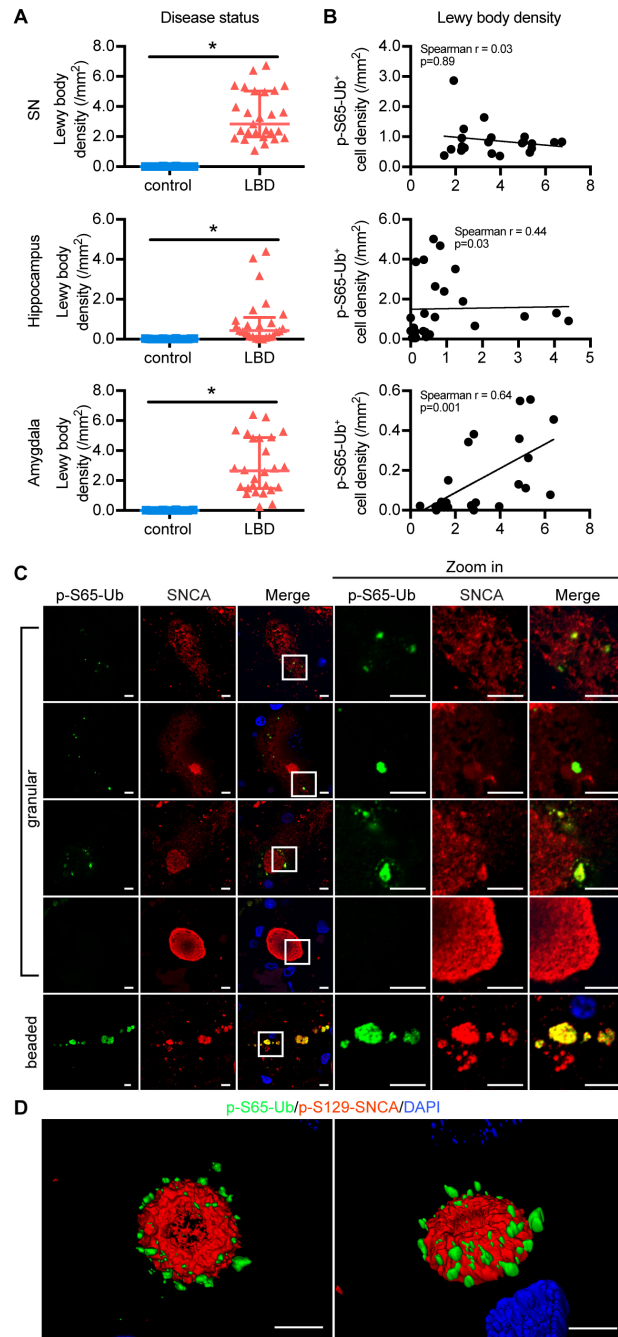 A
Disease status
B
Lewy body density
SN
Lewy body
density (/mm²)
8.0
6.0
4.0
2.0
0.0
*
control
LBD
p-S65-Ub⁺
cell density (/mm²)
4.0
3.0
2.0
1.0
0.0
Spearman r = 0.03
p=0.89
0
2
4
6
8
Hippocampus
Lewy body
density (/mm²)
6.0
4.0
2.0
0.0
*
control
LBD
p-S65-Ub⁺
cell density (/mm²)
6.0
4.0
2.0
0.0
Spearman r = 0.44
p=0.03
0
1
2
3
4
5
Amygdala
Lewy body
density (/mm²)
8.0
6.0
4.0
2.0
0.0
*
control
LBD
p-S65-Ub⁺
cell density (/mm²)
0.6
0.4
0.2
0.0
Spearman r = 0.64
p=0.001
0
2
4
6
8
C
Zoom in
p-S65-Ub
SNCA
Merge
p-S65-Ub
SNCA
Merge
granular
beaded
D
p-S65-Ub/p-S129-SNCA/DAPI